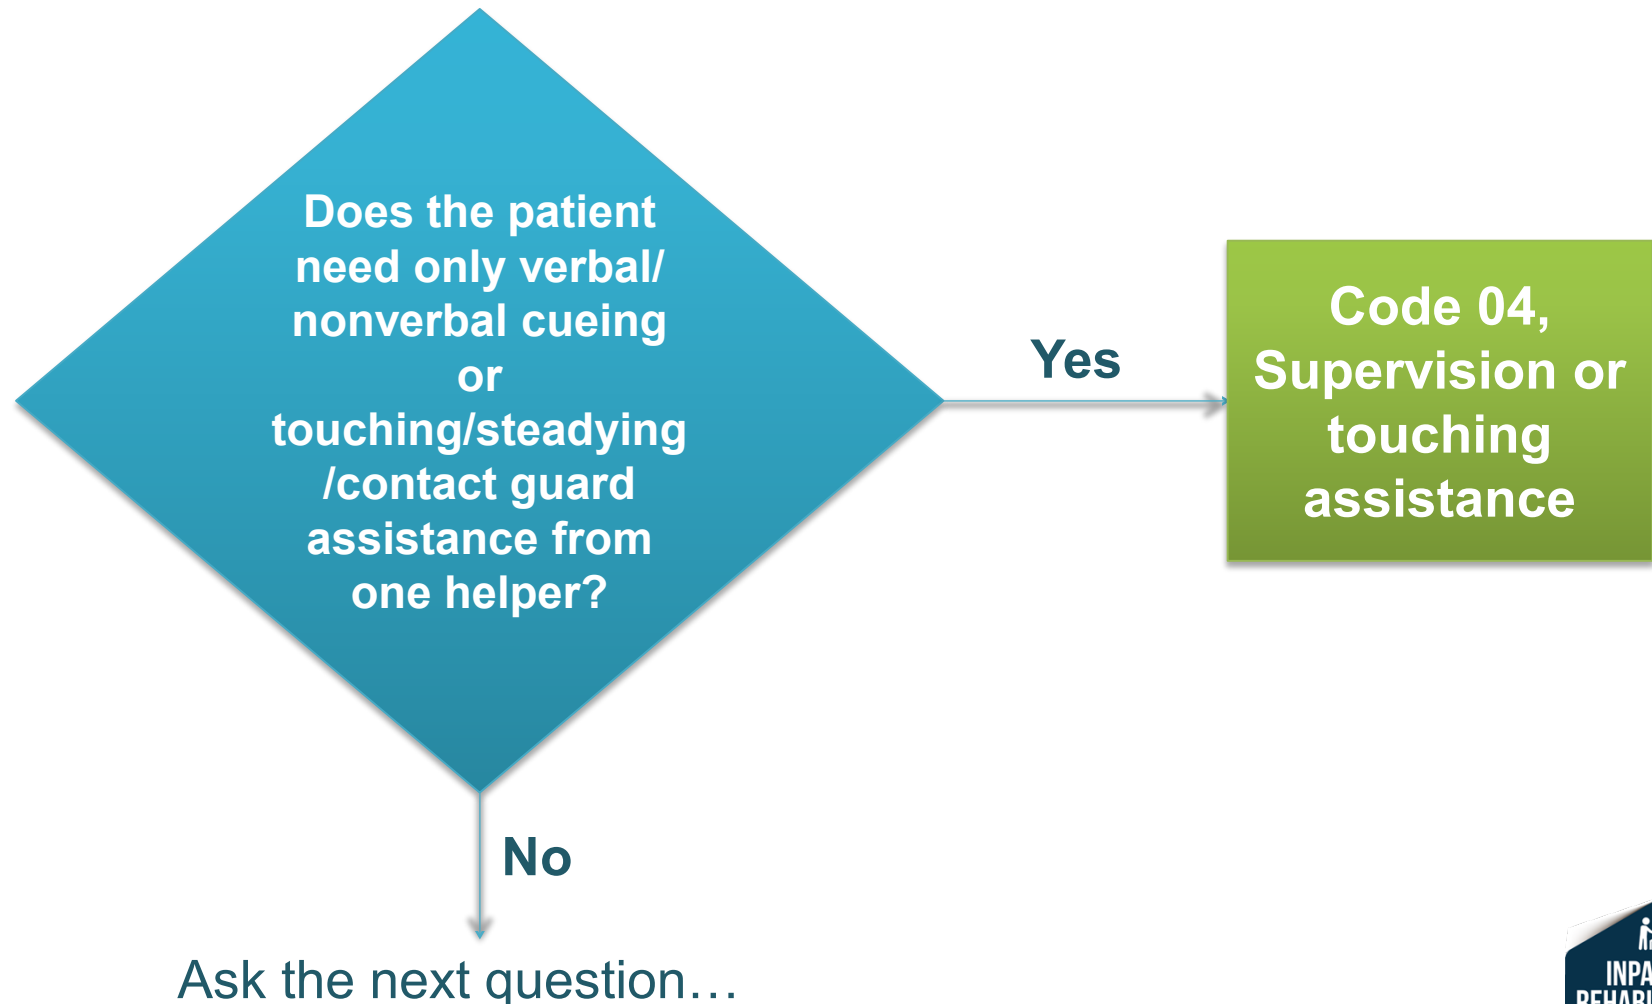 Does the patient
need only verbal/
nonverbal cueing
or
touching/steadying
/contact guard
assistance from
one helper?
Yes
Code 04,
Supervision or
touching
assistance
No
Ask the next question…